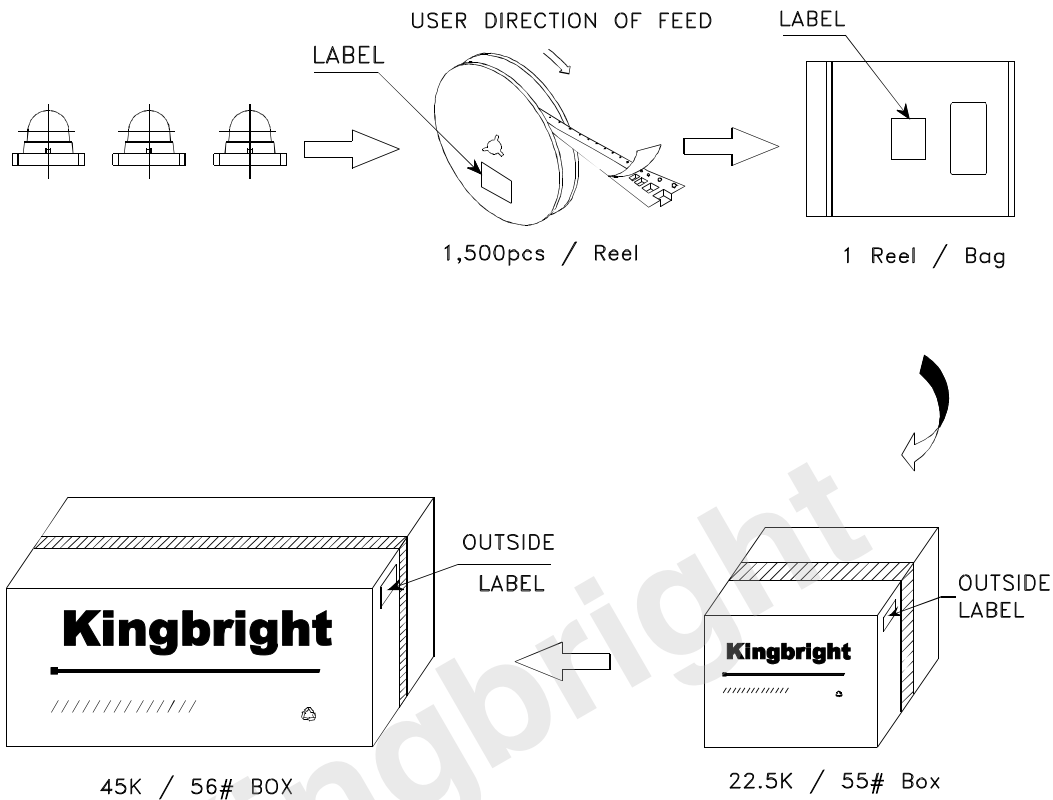 USER DIRECTION OF FEED
LABEL
LABEL
1,500pcs / Reel
1 Reel / Bag
OUTSIDE
LABEL
Kingbright
45K / 56# BOX
OUTSIDE
LABEL
Kingbright
22.5K / 55# Box
Kingbright